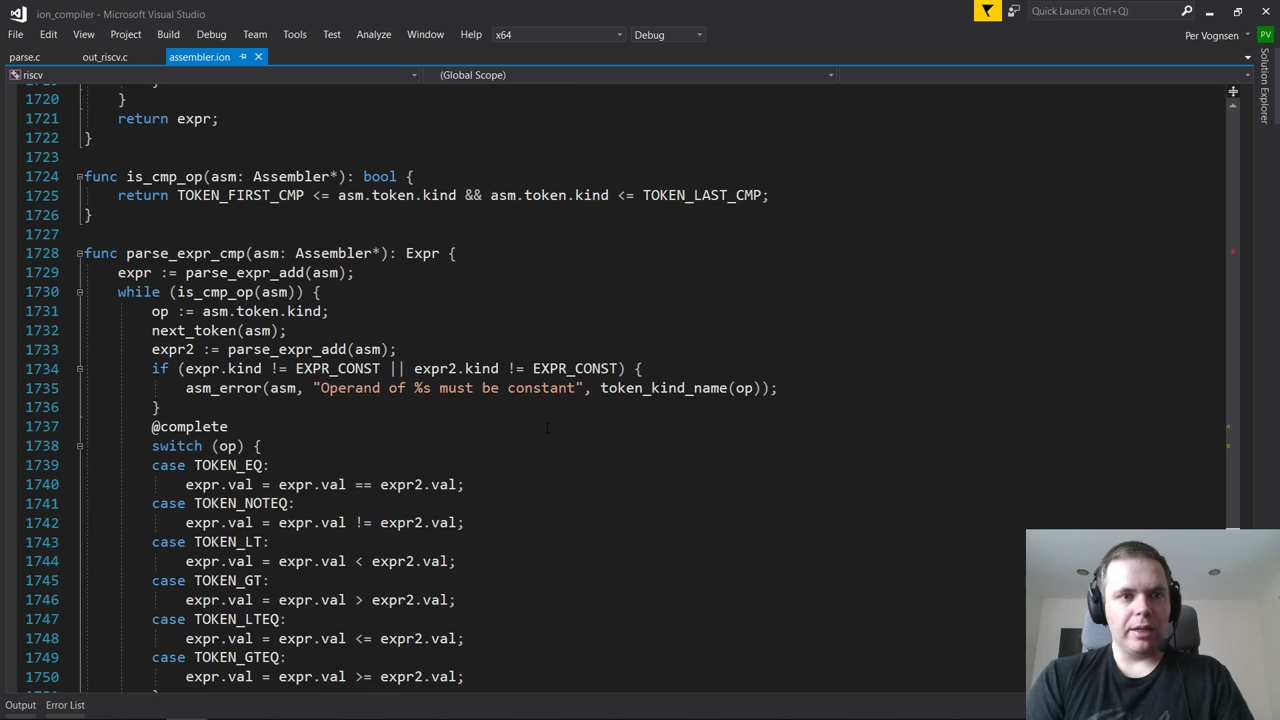 ion_compiler - Microsoft Visual Studio
Quick Launch (Ctrl+Q)
File Edit View Project Build Debug Team Tools Test Analyze Window Help x64 Debug Per Vognsen PV
parse.c out_riscv.c assembler.ion
riscv (Global Scope)
Solution Explorer
1720 }
1721 return expr;
1722 }
1723
1724 func is_cmp_op(asm: Assembler*): bool {
1725 return TOKEN_FIRST_CMP <= asm.token.kind && asm.token.kind <= TOKEN_LAST_CMP;
1726 }
1727
1728 func parse_expr_cmp(asm: Assembler*): Expr {
1729 expr := parse_expr_add(asm);
1730 while (is_cmp_op(asm)) {
1731 op := asm.token.kind;
1732 next_token(asm);
1733 expr2 := parse_expr_add(asm);
1734 if (expr.kind != EXPR_CONST || expr2.kind != EXPR_CONST) {
1735 asm_error(asm, "Operand of %s must be constant", token_kind_name(op));
1736 }
1737 @complete
1738 switch (op) {
1739 case TOKEN_EQ:
1740 expr.val = expr.val == expr2.val;
1741 case TOKEN_NOTEQ:
1742 expr.val = expr.val != expr2.val;
1743 case TOKEN_LT:
1744 expr.val = expr.val < expr2.val;
1745 case TOKEN_GT:
1746 expr.val = expr.val > expr2.val;
1747 case TOKEN_LTEQ:
1748 expr.val = expr.val <= expr2.val;
1749 case TOKEN_GTEQ:
1750 expr.val = expr.val >= expr2.val;
Output Error List